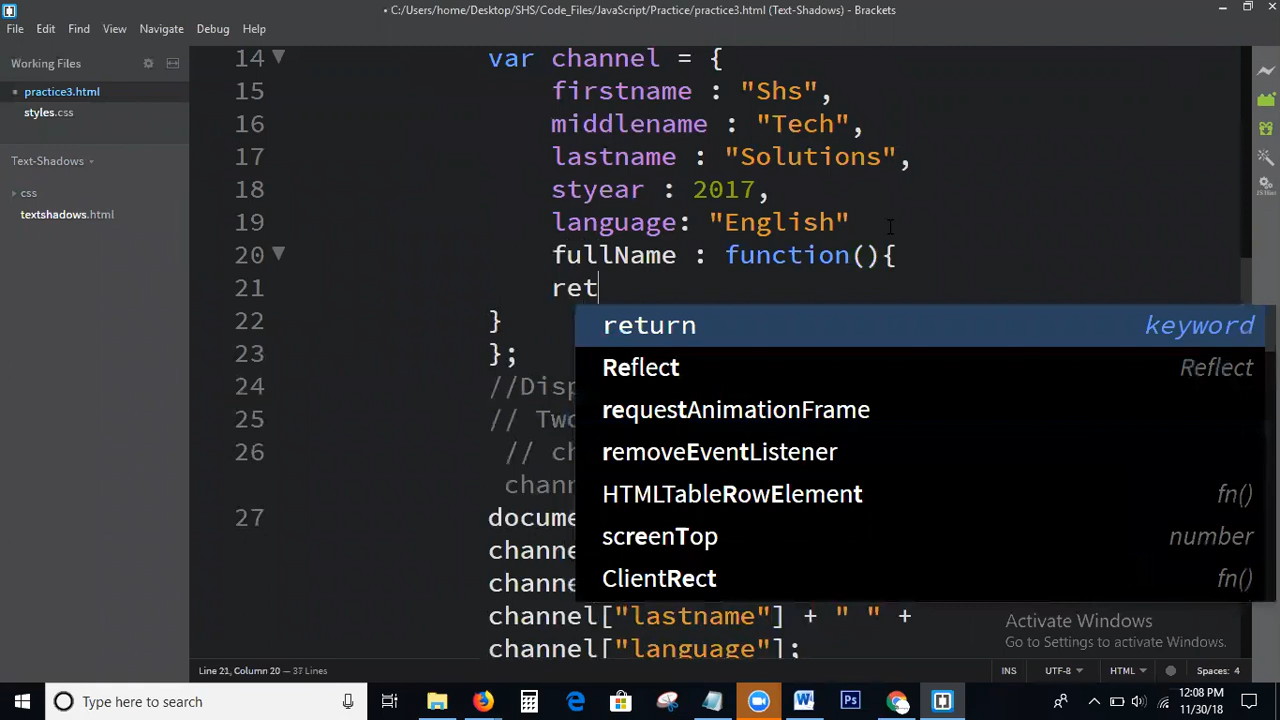 • C:/Users/home/Desktop/SHS/Code_Files/JavaScript/Practice/practice3.html (Text-Shadows) - Brackets
File Edit Find View Navigate Debug Help
Working Files
practice3.html
styles.css
Text-Shadows
css
textshadows.html
14 var channel = {
15 firstname : "Shs",
16 middlename : "Tech",
17 lastname : "Solutions",
18 styear : 2017,
19 language: "English"
20 fullName : function(){
21 ret
22 }
23 };
24 //Disp
25 // Two
26 // ch
chann
27 docume
channe
channe
channel["lastname"] + " " +
channel["language"];
return keyword
Reflect Reflect
requestAnimationFrame
removeEventListener
HTMLTableRowElement fn()
screenTop number
ClientRect fn()
Activate Windows
Go to Settings to activate Windows.
Line 21, Column 20 — 37 Lines
INS UTF-8 HTML Spaces: 4
Type here to search
12:08 PM
11/30/18